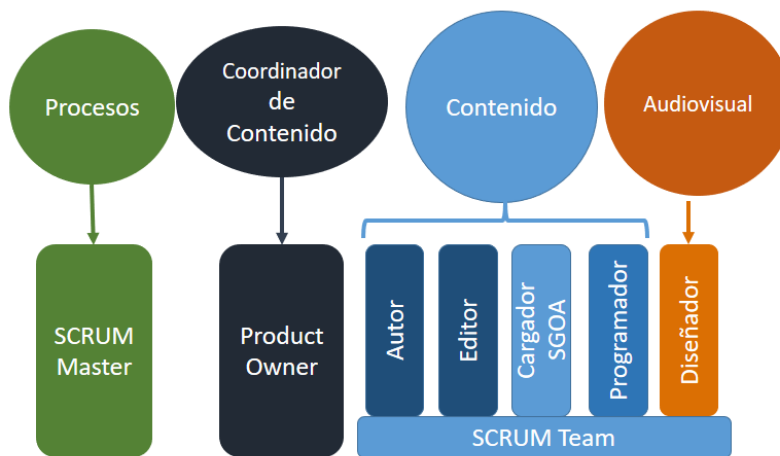 Procesos
Coordinador
de
Contenido
Contenido
Audiovisual
SCRUM
Master
Product
Owner
Autor
Editor
Cargador
SGOA
Programador
Diseñador
SCRUM Team